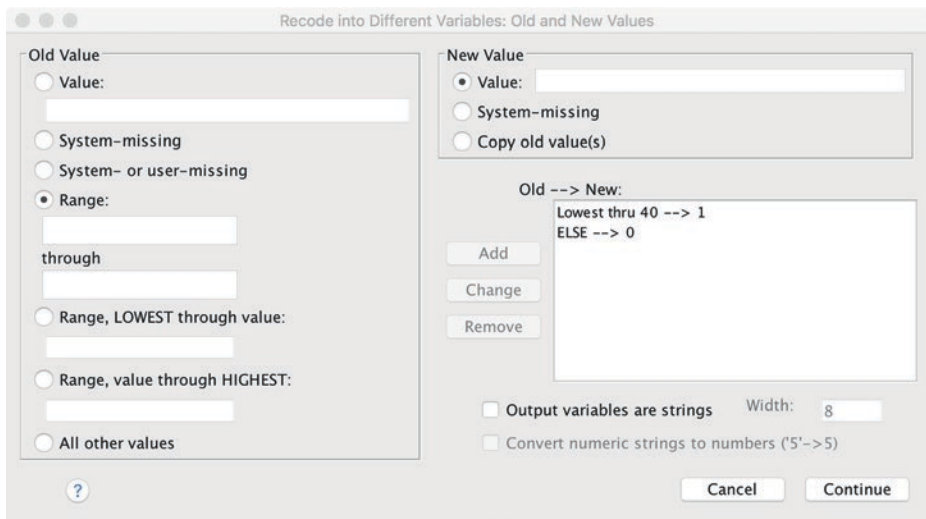 Recode into Different Variables: Old and New Values
Old Value
Value:
System-missing
System- or user-missing
Range:
through
Range, LOWEST through value:
Range, value through HIGHEST:
All other values
New Value
Value:
System-missing
Copy old value(s)
Old --> New:
Lowest thru 40 --> 1
ELSE --> 0
Add
Change
Remove
Output variables are strings Width: 8
Convert numeric strings to numbers ('5'->5)
?
Cancel Continue